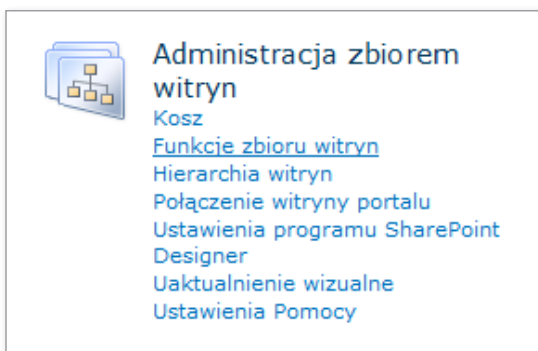 Administracja zbiorem
witryn
Kosz
Funkcje zbioru witryn
Hierarchia witryn
Połączenie witryny portalu
Ustawienia programu SharePoint
Designer
Uaktualnienie wizualne
Ustawienia Pomocy